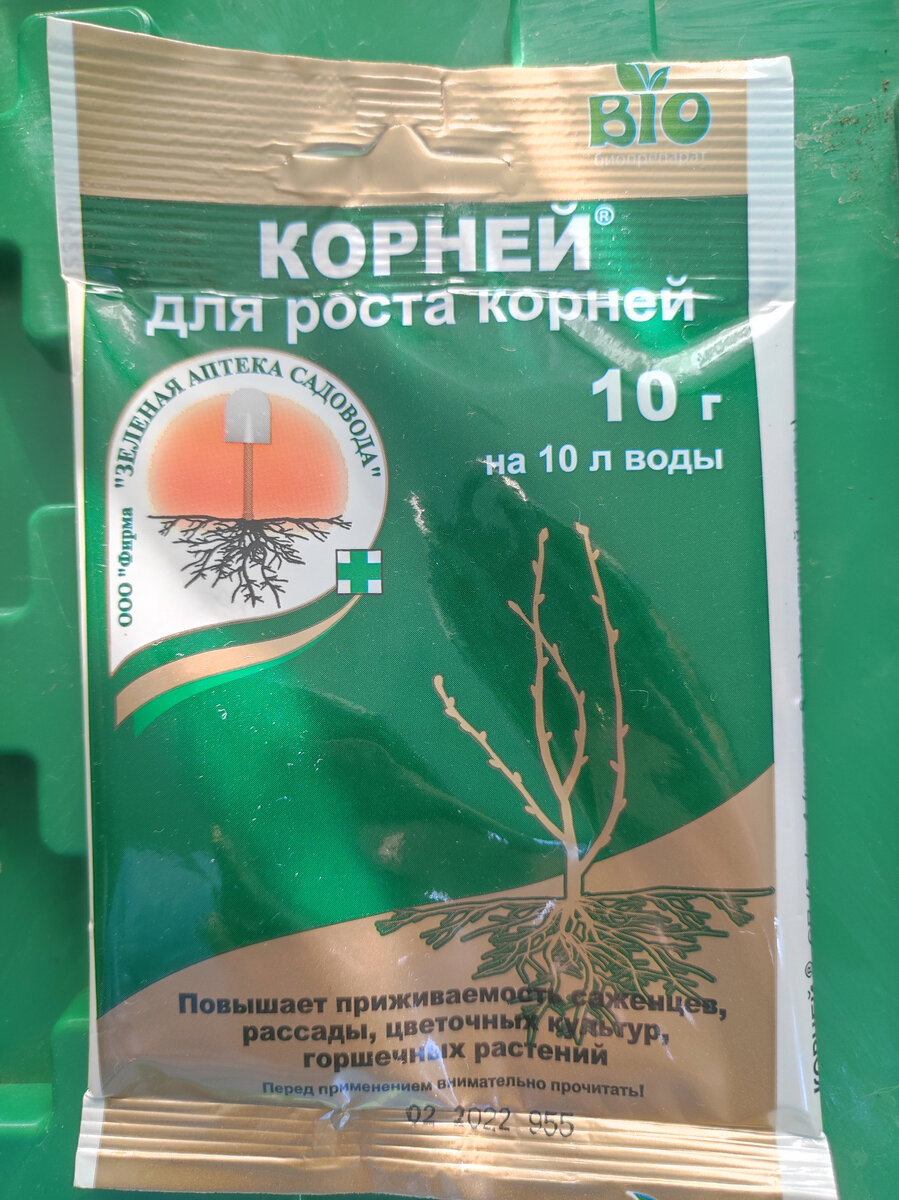 BIO
биопрепарат
КОРНЕЙ®
для роста корней
ООО "Фирма "ЗЕЛЕНАЯ АПТЕКА САДОВОДА"
10 г
на 10 л воды
Повышает приживаемость саженцев,
рассады, цветочных культур,
горшечных растений
Перед применением внимательно прочитать!
02 2022 955